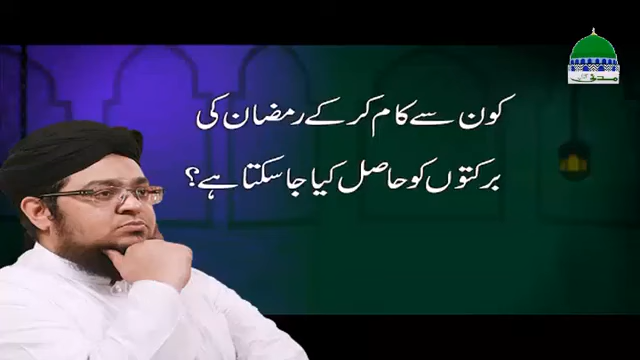 کون سے کام کر کے رمضان کی
برکتوں کو حاصل کیا جا سکتا ہے؟